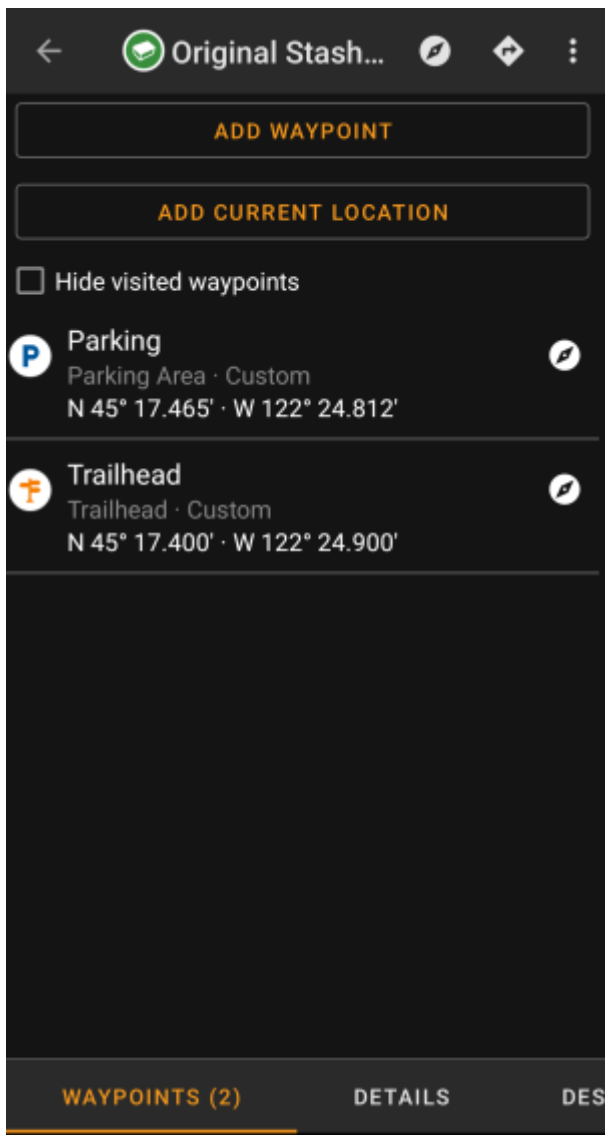 Original Stash...
ADD WAYPOINT
ADD CURRENT LOCATION
Hide visited waypoints
P
Parking
Parking Area · Custom
N 45° 17.465' · W 122° 24.812'
Trailhead
Trailhead · Custom
N 45° 17.400' · W 122° 24.900'
WAYPOINTS (2) DETAILS DES